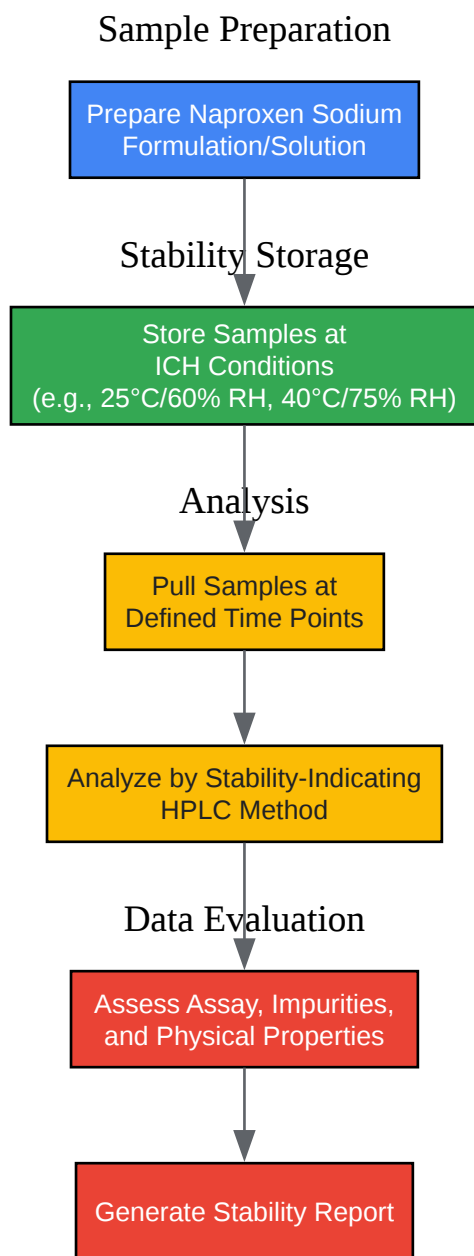 Sample Preparation
Prepare Naproxen Sodium
Formulation/Solution
Stability Storage
Store Samples at
ICH Conditions
(e.g., 25°C/60% RH, 40°C/75% RH)
Analysis
Pull Samples at
Defined Time Points
Analyze by Stability-Indicating
HPLC Method
Data Evaluation
Assess Assay, Impurities,
and Physical Properties
Generate Stability Report